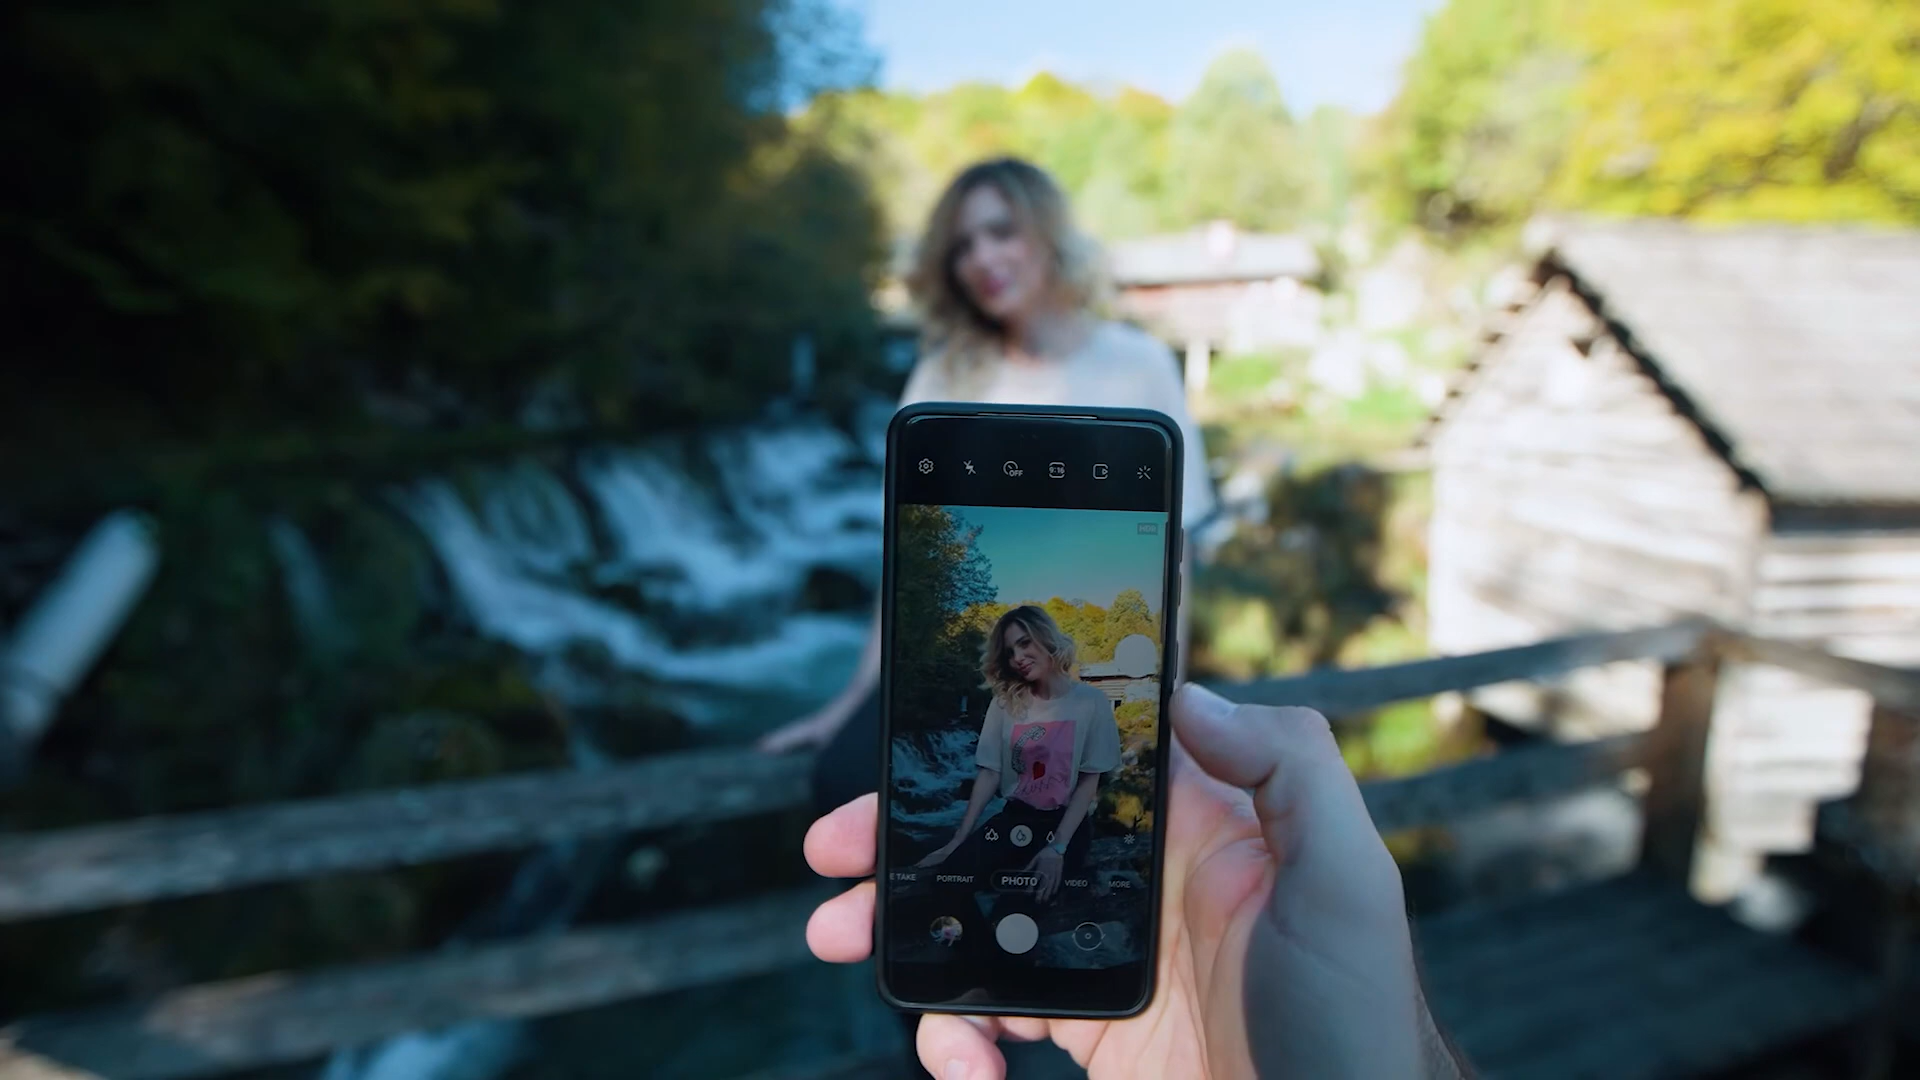 OFF
9:16
HDR
E TAKE PORTRAIT PHOTO VIDEO MORE